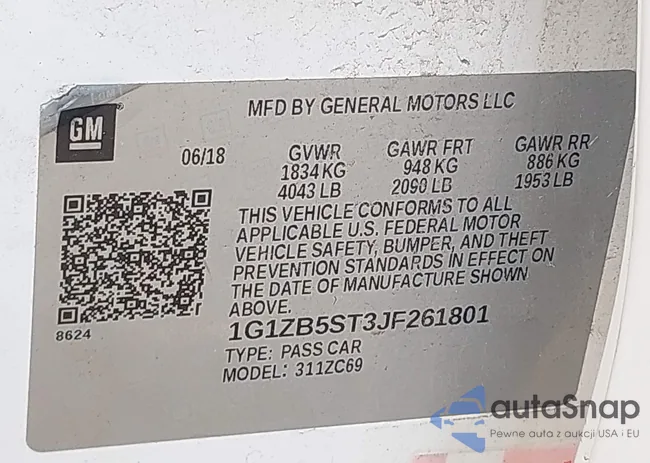 GM
MFD BY GENERAL MOTORS LLC
06/18 GVWR GAWR FRT GAWR RR
1834 KG 948 KG 886 KG
4043 LB 2090 LB 1953 LB
THIS VEHICLE CONFORMS TO ALL
APPLICABLE U.S. FEDERAL MOTOR
VEHICLE SAFETY, BUMPER, AND THEFT
PREVENTION STANDARDS IN EFFECT ON
THE DATE OF MANUFACTURE SHOWN
ABOVE.
8624
1G1ZB5ST3JF261801
TYPE: PASS CAR
MODEL: 311ZC69
autaSnap
Pewne auta z aukcji USA i EU